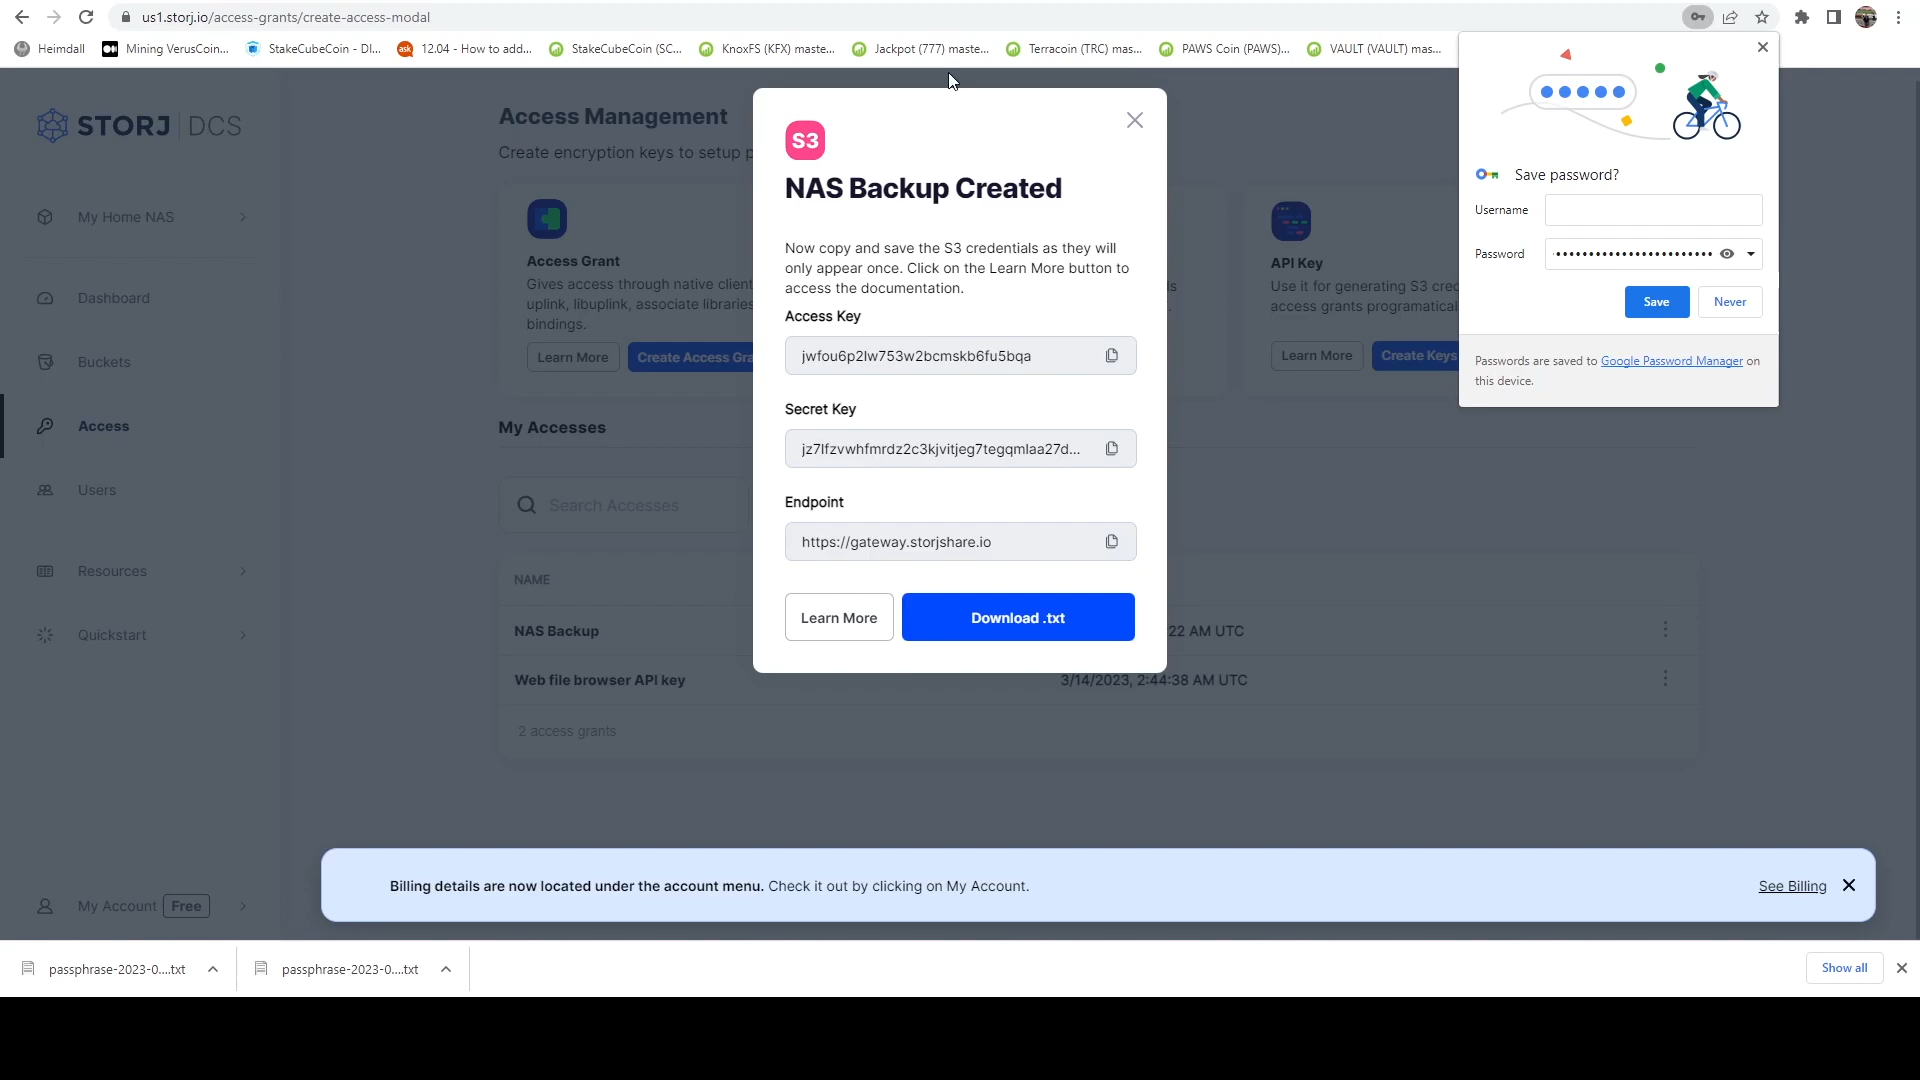 us1.storj.io/access-grants/create-access-modal
Heimdall
Mining VerusCoin...
StakeCubeCoin - DI...
ask
12.04 - How to add...
StakeCubeCoin (SC...
KnoxFS (KFX) maste...
Jackpot (777) maste...
Terracoin (TRC) mas...
PAWS Coin (PAWS)...
VAULT (VAULT) mas...
STORJ DCS
My Home NAS
Dashboard
Buckets
Access
Users
Resources
Quickstart
My Account Free
Access Management
Create encryption keys to setup p
Access Grant
Gives access through native client
uplink, libuplink, associate libraries
bindings.
Learn More
Create Access Gra
API Key
Use it for generating S3 cred
access grants programatical
Learn More
Create Keys
My Accesses
Search Accesses
NAME
NAS Backup
22 AM UTC
Web file browser API key
3/14/2023, 2:44:38 AM UTC
2 access grants
S3
NAS Backup Created
Now copy and save the S3 credentials as they will
only appear once. Click on the Learn More button to
access the documentation.
Access Key
jwfou6p2lw753w2bcmskb6fu5bqa
Secret Key
jz7lfzvwhfmrdz2c3kjvitjeg7tegqmlaa27d...
Endpoint
https://gateway.storjshare.io
Learn More
Download .txt
Save password?
Username
Password
Save
Never
Passwords are saved to Google Password Manager on
this device.
Billing details are now located under the account menu. Check it out by clicking on My Account.
See Billing
passphrase-2023-0....txt
passphrase-2023-0....txt
Show all